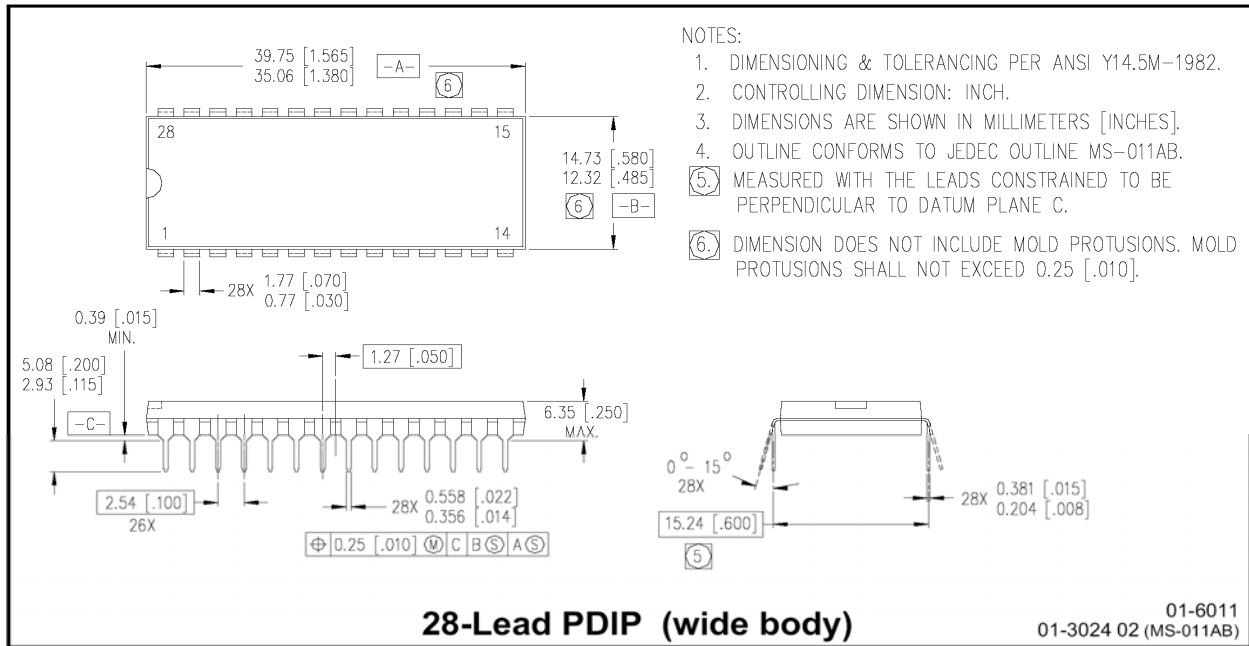 39.75 [1.565]
35.06 [1.380]
-A-
6
28
15
1
14
14.73 [.580]
12.32 [.485]
6
-B-
28X
1.77 [.070]
0.77 [.030]
NOTES:
1. DIMENSIONING & TOLERANCING PER ANSI Y14.5M-1982.
2. CONTROLLING DIMENSION: INCH.
3. DIMENSIONS ARE SHOWN IN MILLIMETERS [INCHES].
4. OUTLINE CONFORMS TO JEDEC OUTLINE MS-011AB.
5. MEASURED WITH THE LEADS CONSTRAINED TO BE
PERPENDICULAR TO DATUM PLANE C.
6. DIMENSION DOES NOT INCLUDE MOLD PROTUSIONS. MOLD
PROTUSIONS SHALL NOT EXCEED 0.25 [.010].
0.39 [.015]
MIN.
5.08 [.200]
2.93 [.115]
-C-
1.27 [.050]
6.35 [.250]
MAX.
2.54 [.100]
26X
28X
0.558 [.022]
0.356 [.014]
⌖ 0.25 [.010] Ⓜ C B Ⓢ A Ⓢ
0° - 15°
28X
28X
0.381 [.015]
0.204 [.008]
15.24 [.600]
5
28-Lead PDIP (wide body)
01-6011
01-3024 02 (MS-011AB)